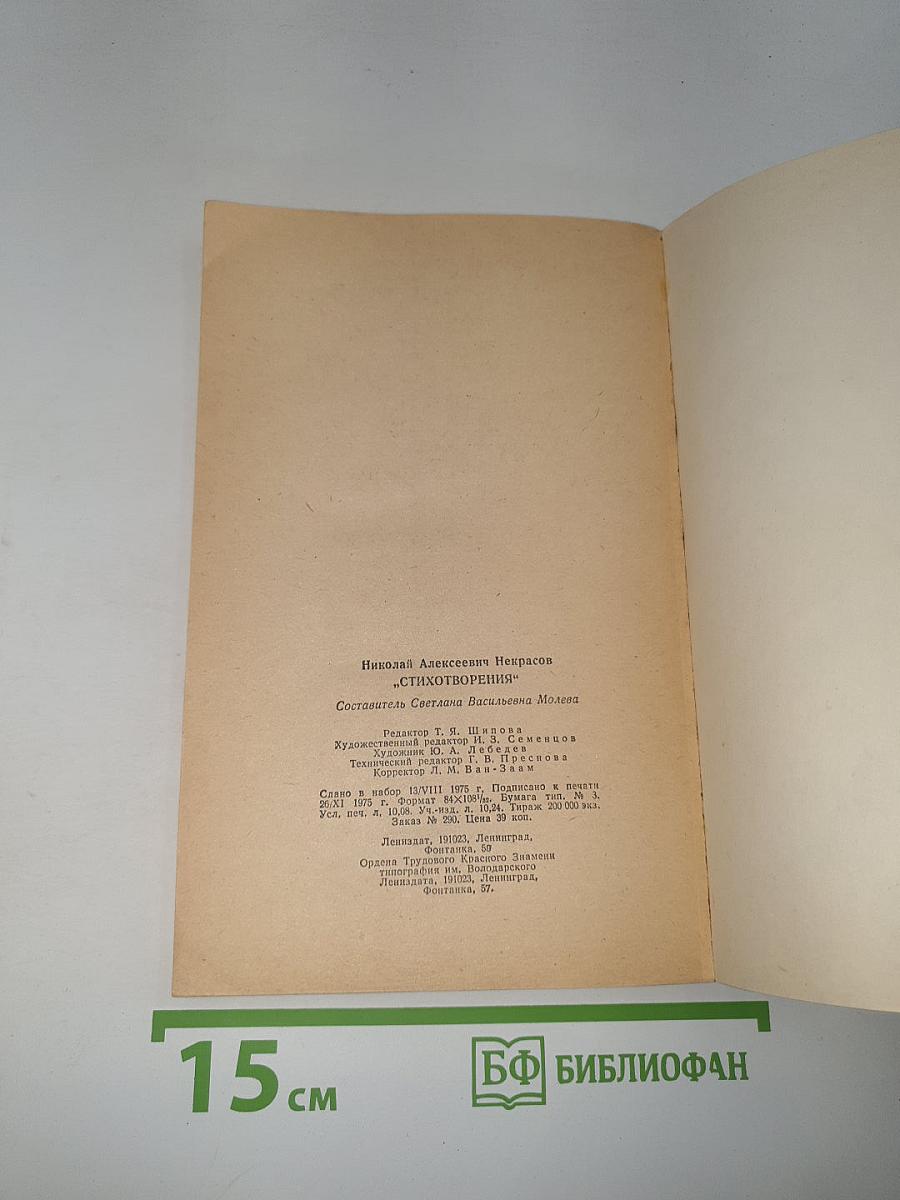 Николай Алексеевич Некрасов
„СТИХОТВОРЕНИЯ“
Составитель Светлана Васильевна Молева
Редактор Т. Я. Шипова
Художественный редактор И. З. Семенцов
Художник Ю. А. Лебедев
Технический редактор Г. В. Преснова
Корректор Л. М. Ван-Заам
Сдано в набор 13/VIII 1975 г. Подписано к печати
26/XI 1975 г. Формат 84×108¹/₃₂. Бумага тип. № 3.
Усл. печ. л. 10,08. Уч.-изд. л. 10,24. Тираж 200 000 экз.
Заказ № 290. Цена 39 коп.
Лениздат, 191023, Ленинград,
Фонтанка, 59
Ордена Трудового Красного Знамени
типография им. Володарского
Лениздата, 191023, Ленинград,
Фонтанка, 57.
15 см
БФ БИБЛИОФАН